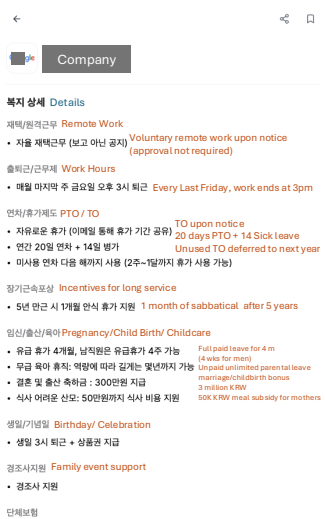 Company
복지 상세 Details
재택/원격근무 Remote Work
• 자율 재택근무 (보고 아닌 공지) Voluntary remote work upon notice
(approval not required)
출퇴근/근무제 Work Hours
• 매월 마지막 주 금요일 오후 3시 퇴근 Every Last Friday, work ends at 3pm
연차/휴가제도 PTO / TO
• 자유로운 휴가 (이메일 통해 휴가 기간 공유) TO upon notice
• 연간 20일 연차 + 14일 병가 20 days PTO + 14 Sick leave
• 미사용 연차 다음 해까지 사용 (2주~1달까지 휴가 사용 가능) Unused TO deferred to next year
장기근속포상 Incentives for long service
• 5년 만근 시 1개월 안식 휴가 지원 1 month of sabbatical after 5 years
임신/출산/육아 Pregnancy/Child Birth/ Childcare
• 유급 휴가 4개월, 남직원은 유급휴가 4주 가능 Full paid leave for 4 m
(4 wks for men)
• 무급 육아 휴직: 역량에 따라 길게는 몇년까지 가능 Unpaid unlimited parental leave
• 결혼 및 출산 축하금 : 300만원 지급 marriage/childbirth bonus
3 million KRW
• 식사 어려운 산모: 50만원까지 식사 비용 지원 50K KRW meal subsidy for mothers
생일/기념일 Birthday/ Celebration
• 생일 3시 퇴근 + 상품권 지급
경조사지원 Family event support
• 경조사 지원
단체보험